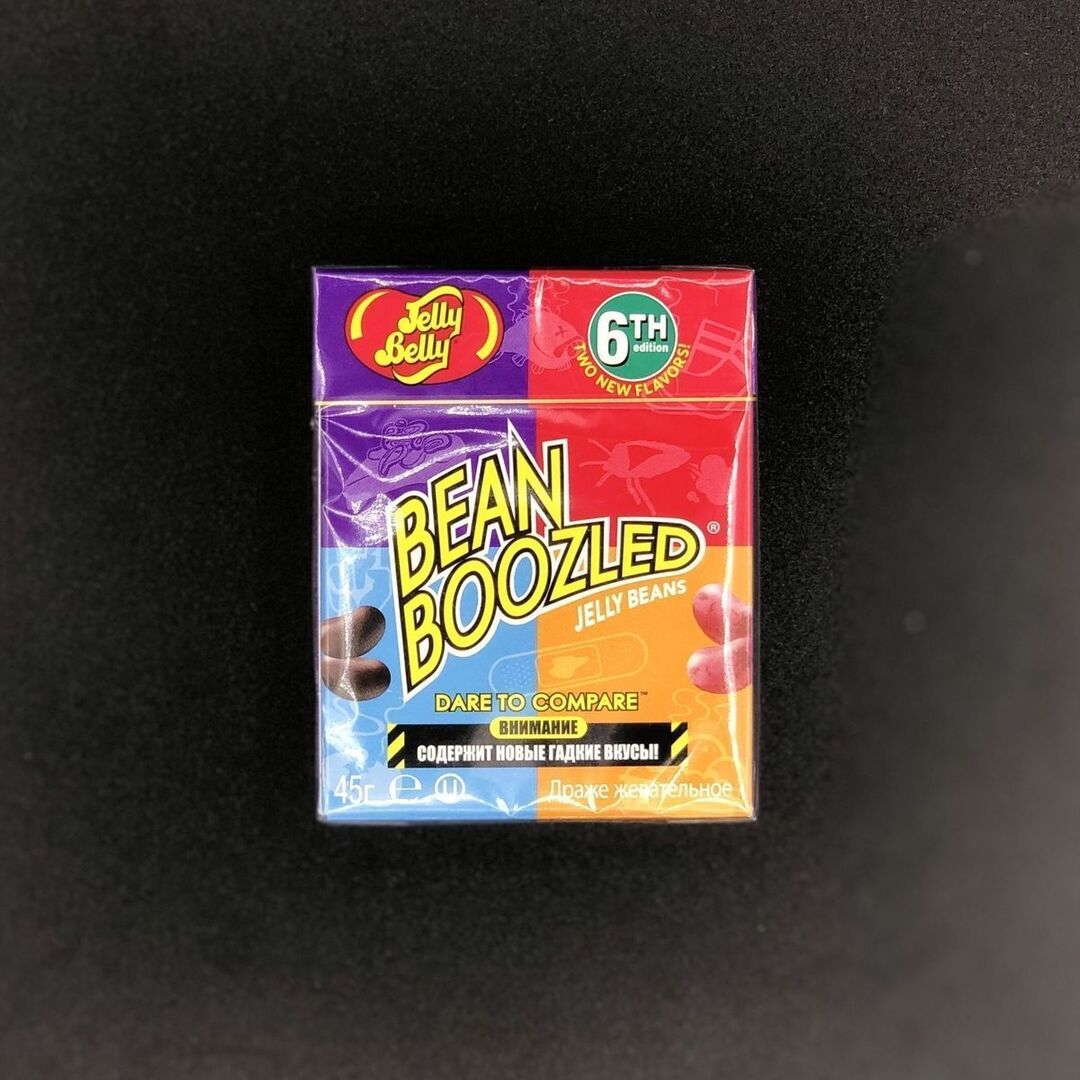 Jelly
Belly
6TH
edition
TWO NEW FLAVORS!
BEAN
BOOZLED®
JELLY BEANS
DARE TO COMPARE™
ВНИМАНИЕ
СОДЕРЖИТ НОВЫЕ ГАДКИЕ ВКУСЫ!
45г ℮ U Драже жевательное